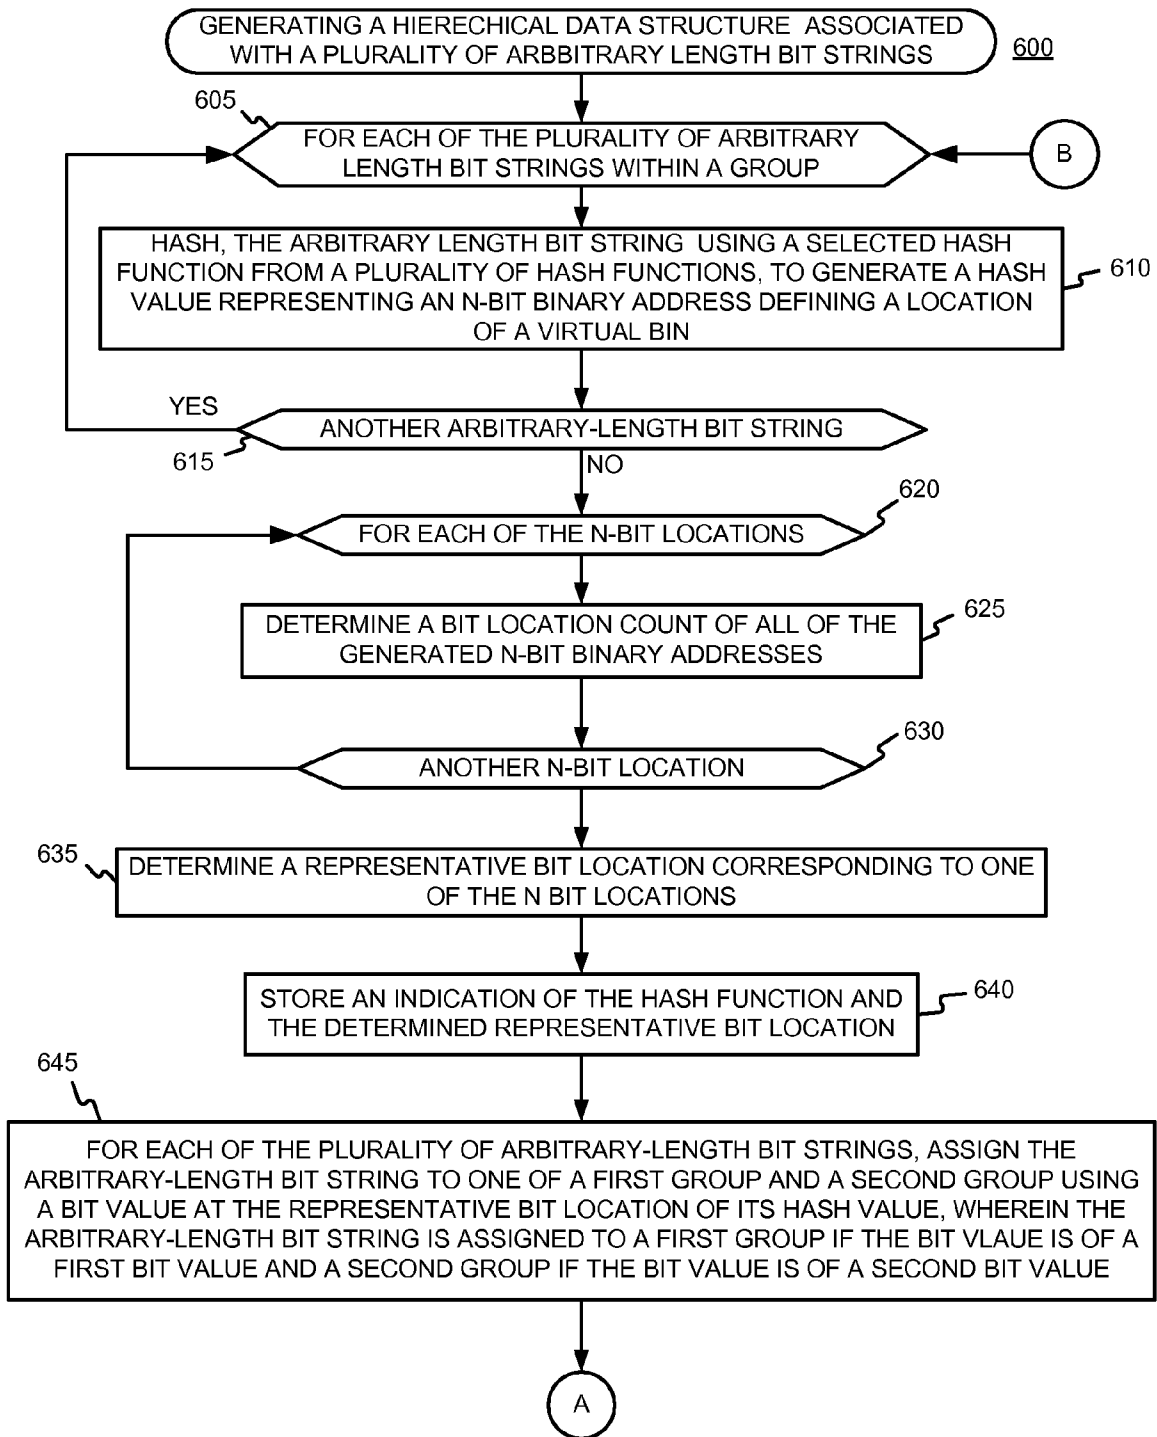 GENERATING A HIERECHICAL DATA STRUCTURE ASSOCIATED
WITH A PLURALITY OF ARBBITRARY LENGTH BIT STRINGS
600
605
FOR EACH OF THE PLURALITY OF ARBITRARY
LENGTH BIT STRINGS WITHIN A GROUP
B
HASH, THE ARBITRARY LENGTH BIT STRING USING A SELECTED HASH
FUNCTION FROM A PLURALITY OF HASH FUNCTIONS, TO GENERATE A HASH
VALUE REPRESENTING AN N-BIT BINARY ADDRESS DEFINING A LOCATION
OF A VIRTUAL BIN
610
YES
ANOTHER ARBITRARY-LENGTH BIT STRING
615
NO
620
FOR EACH OF THE N-BIT LOCATIONS
625
DETERMINE A BIT LOCATION COUNT OF ALL OF THE
GENERATED N-BIT BINARY ADDRESSES
630
ANOTHER N-BIT LOCATION
635
DETERMINE A REPRESENTATIVE BIT LOCATION CORRESPONDING TO ONE
OF THE N BIT LOCATIONS
640
STORE AN INDICATION OF THE HASH FUNCTION AND
THE DETERMINED REPRESENTATIVE BIT LOCATION
645
FOR EACH OF THE PLURALITY OF ARBITRARY-LENGTH BIT STRINGS, ASSIGN THE
ARBITRARY-LENGTH BIT STRING TO ONE OF A FIRST GROUP AND A SECOND GROUP USING
A BIT VALUE AT THE REPRESENTATIVE BIT LOCATION OF ITS HASH VALUE, WHEREIN THE
ARBITRARY-LENGTH BIT STRING IS ASSIGNED TO A FIRST GROUP IF THE BIT VLAUE IS OF A
FIRST BIT VALUE AND A SECOND GROUP IF THE BIT VALUE IS OF A SECOND BIT VALUE
A